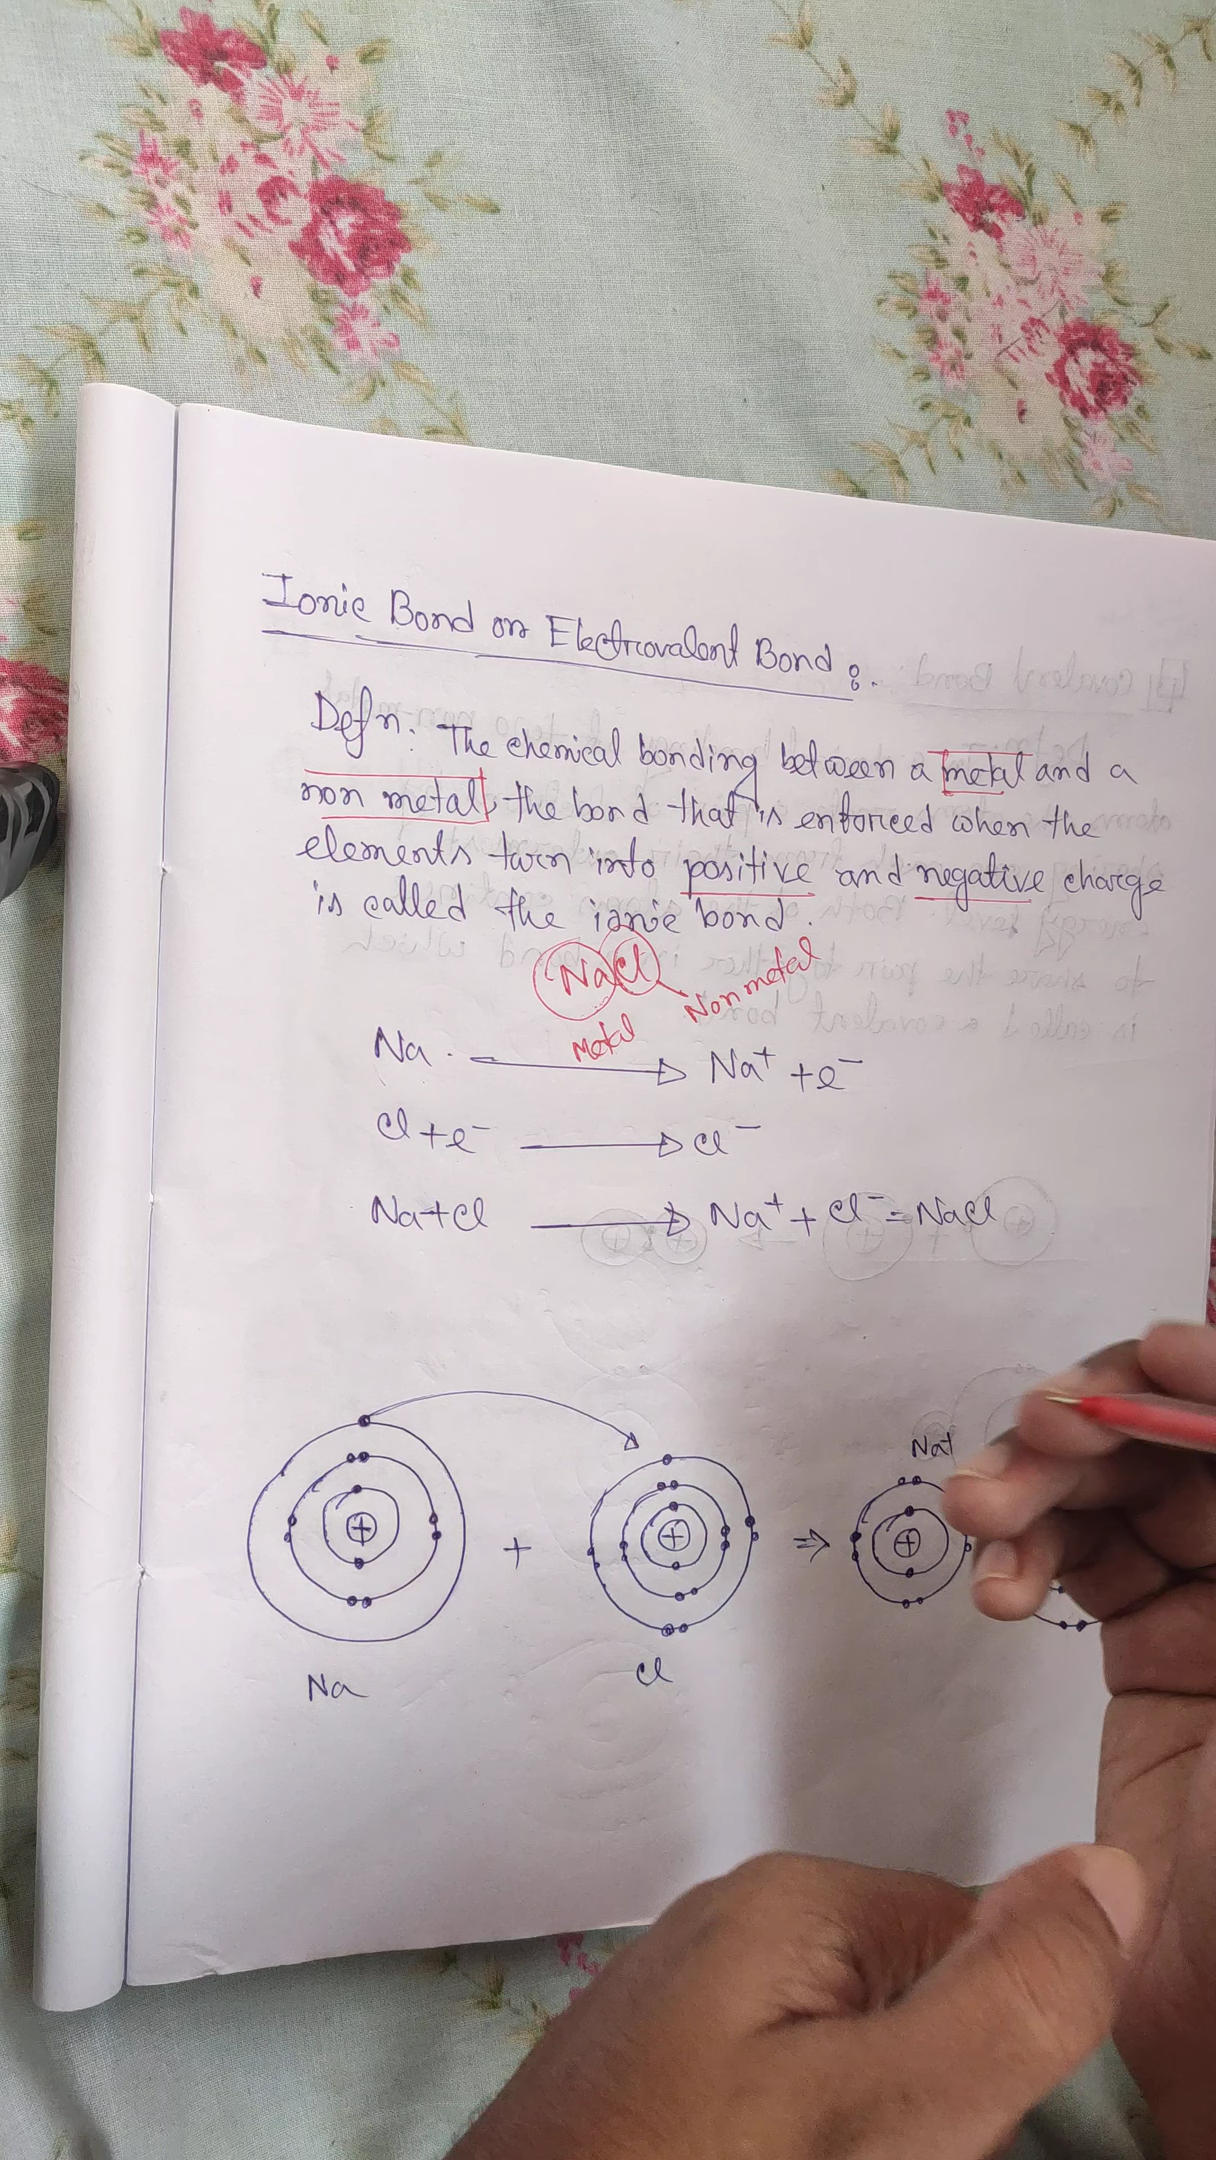 Ionic Bond or Electrovalent Bond :.
Defn: The chemical bonding between a metal and a
non metal, the bond that is enforced when the
elements turn into positive and negative charge
is called the ionic bond.
NaCl
Metal Non metal
Na. → Na⁺ + e⁻
Cl + e⁻ → Cl⁻
Na + Cl → Na⁺ + Cl⁻ = NaCl
Na⁺
+ + + ⇒ +
Na Cl